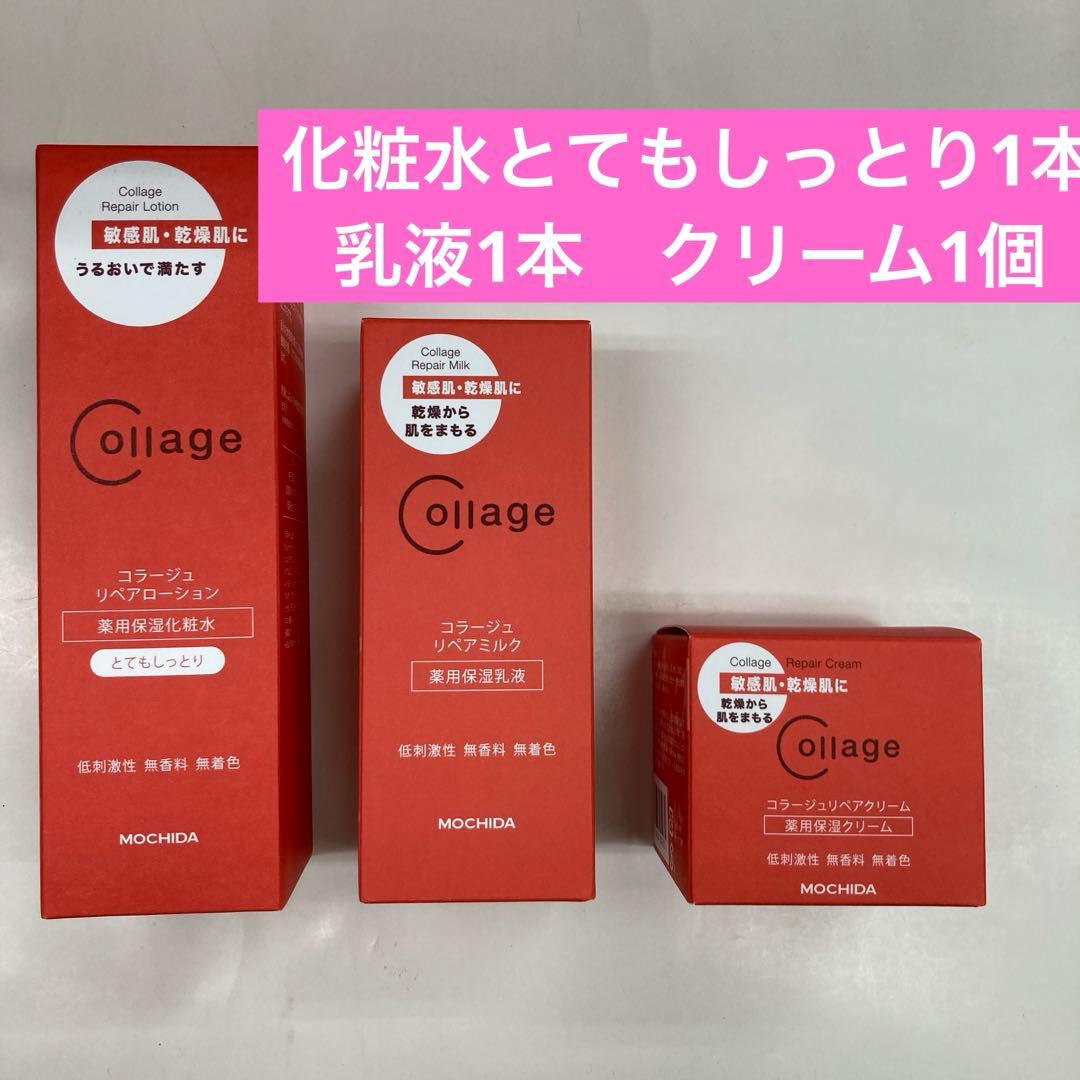 化粧水とてもしっとり1本
乳液1本　クリーム1個
Collage
Repair Lotion
敏感肌・乾燥肌に
うるおいで満たす
Collage
コラージュ
リペアローション
薬用保湿化粧水
とてもしっとり
低刺激性 無香料 無着色
MOCHIDA
Collage
Repair Milk
敏感肌・乾燥肌に
乾燥から
肌をまもる
Collage
コラージュ
リペアミルク
薬用保湿乳液
低刺激性 無香料 無着色
MOCHIDA
Collage Repair Cream
敏感肌・乾燥肌に
乾燥から
肌をまもる
Collage
コラージュリペアクリーム
薬用保湿クリーム
低刺激性 無香料 無着色
MOCHIDA